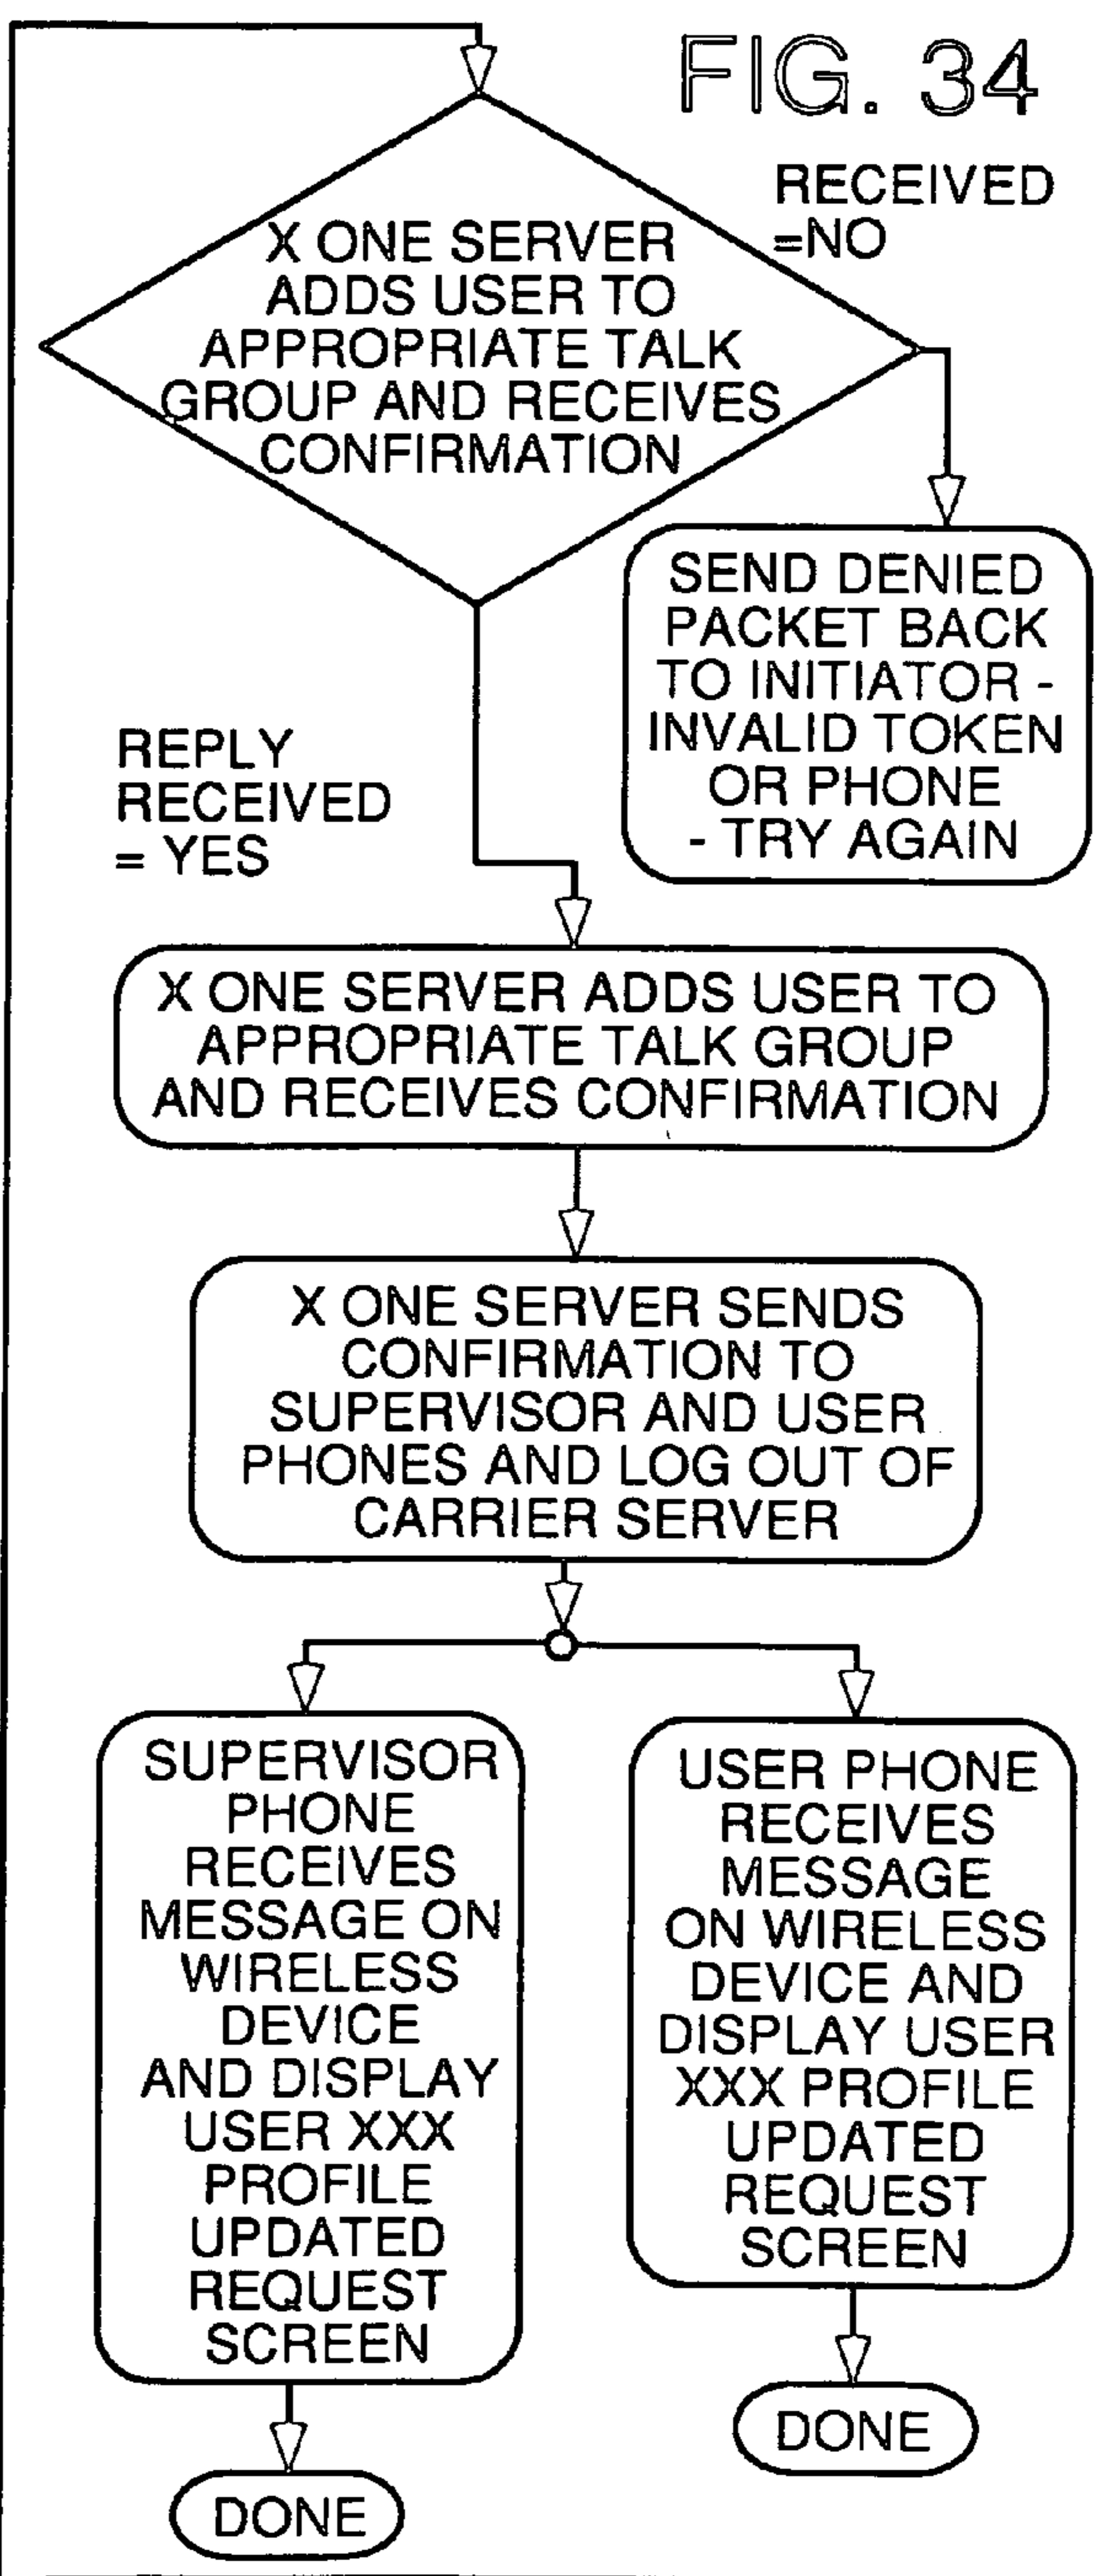 FIG. 34
RECEIVED
=NO
X ONE SERVER
ADDS USER TO
APPROPRIATE TALK
GROUP AND RECEIVES
CONFIRMATION
SEND DENIED
PACKET BACK
TO INITIATOR -
INVALID TOKEN
OR PHONE
- TRY AGAIN
REPLY
RECEIVED
= YES
X ONE SERVER ADDS USER TO
APPROPRIATE TALK GROUP
AND RECEIVES CONFIRMATION
X ONE SERVER SENDS
CONFIRMATION TO
SUPERVISOR AND USER
PHONES AND LOG OUT OF
CARRIER SERVER
SUPERVISOR
PHONE
RECEIVES
MESSAGE ON
WIRELESS
DEVICE
AND DISPLAY
USER XXX
PROFILE
UPDATED
REQUEST
SCREEN
DONE
USER PHONE
RECEIVES
MESSAGE
ON WIRELESS
DEVICE AND
DISPLAY USER
XXX PROFILE
UPDATED
REQUEST
SCREEN
DONE